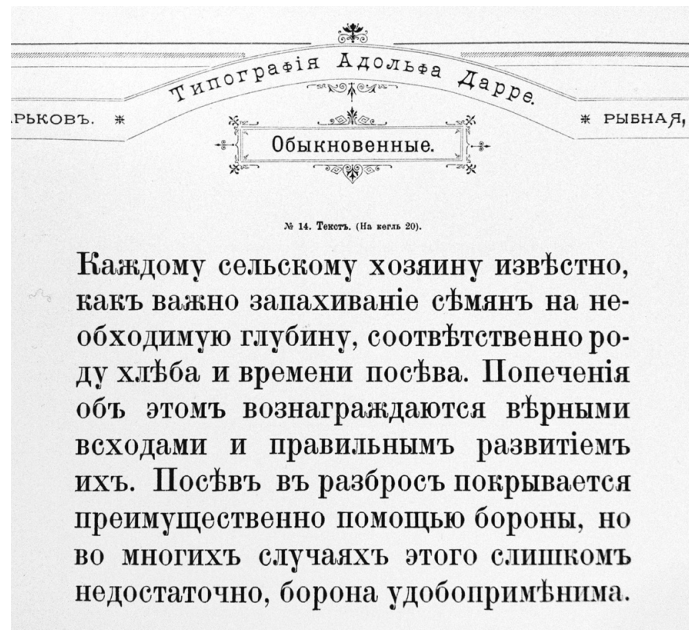 Типографія Адольфа Дарре.
РЫБНАЯ,
Обыкновенные.
№ 14. Текстъ. (На кегль 20).
Каждому сельскому хозяину извѣстно,
какъ важно запахиваніе сѣмянъ на не-
обходимую глубину, соотвѣтственно ро-
ду хлѣба и времени посѣва. Попеченія
объ этомъ вознаграждаются вѣрными
всходами и правильнымъ развитіемъ
ихъ. Посѣвъ въ разбросъ покрывается
преимущественно помощью бороны, но
во многихъ случаяхъ этого слишкомъ
недостаточно, борона удобопримѣнима.